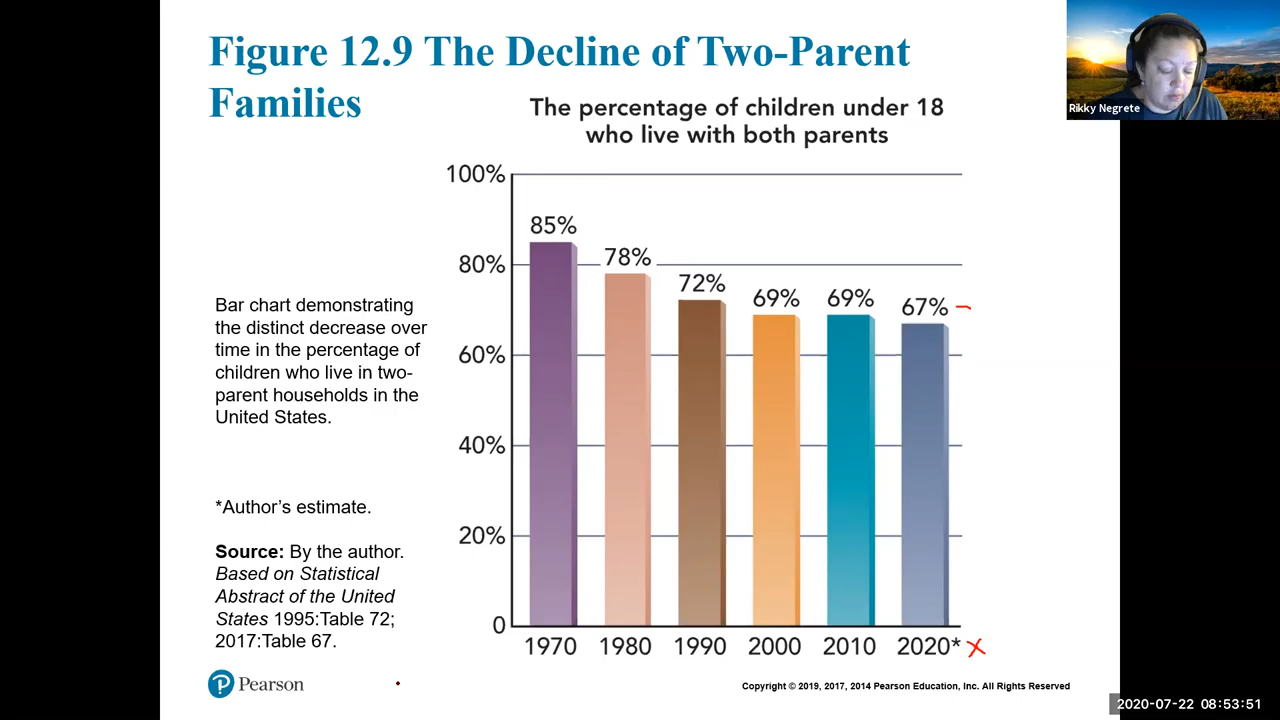 Figure 12.9 The Decline of Two-Parent
Families
The percentage of children under 18
who live with both parents
Rikky Negrete
100%
80%
60%
40%
20%
0
85%
78%
72%
69%
69%
67%
1970
1980
1990
2000
2010
2020*
Bar chart demonstrating
the distinct decrease over
time in the percentage of
children who live in two-
parent households in the
United States.
*Author’s estimate.
Source: By the author.
Based on Statistical
Abstract of the United
States 1995:Table 72;
2017:Table 67.
P Pearson
Copyright © 2019, 2017, 2014 Pearson Education, Inc. All Rights Reserved
2020-07-22 08:53:51